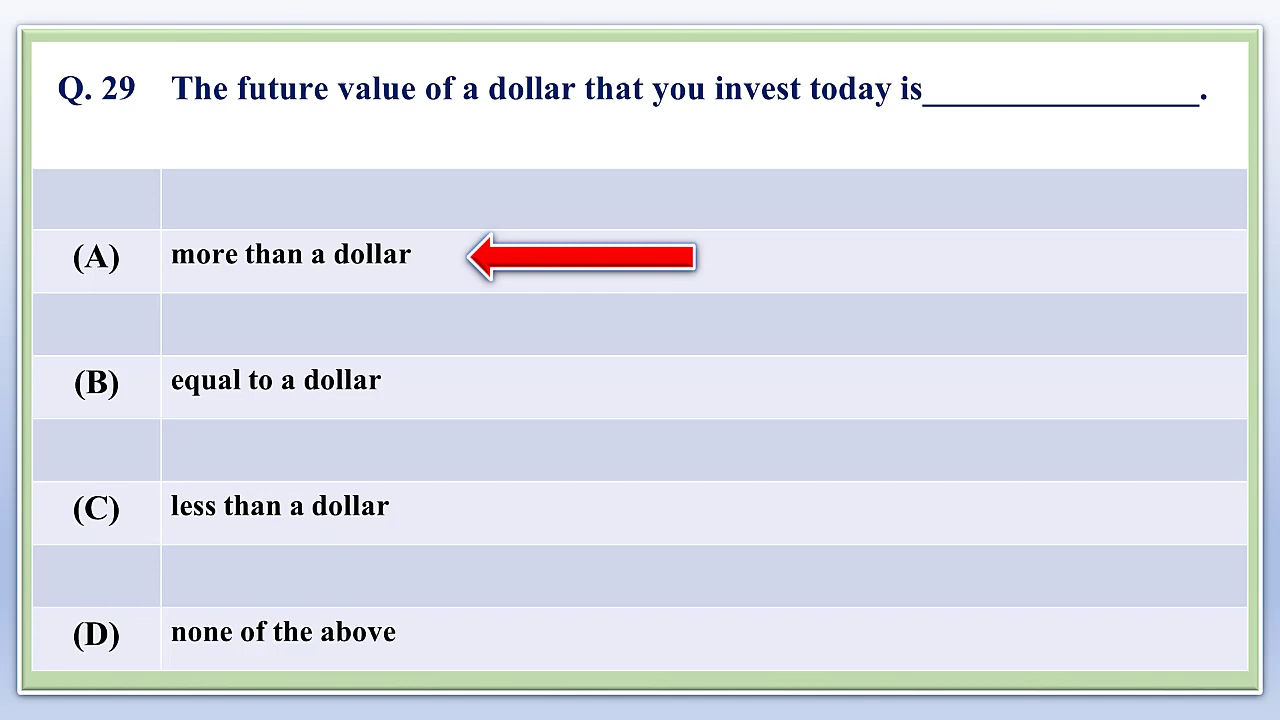 Q. 29 The future value of a dollar that you invest today is________________.
(A) more than a dollar
(B) equal to a dollar
(C) less than a dollar
(D) none of the above